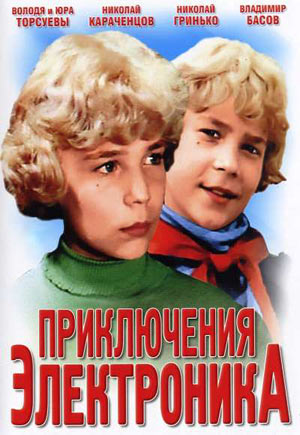 ВОЛОДЯ и ЮРА НИКОЛАЙ НИКОЛАЙ ВЛАДИМИР
ТОРСУЕВЫ КАРАЧЕНЦОВ ГРИНЬКО БАСОВ
ПРИКЛЮЧЕНИЯ
ЭЛЕКТРОНИКА